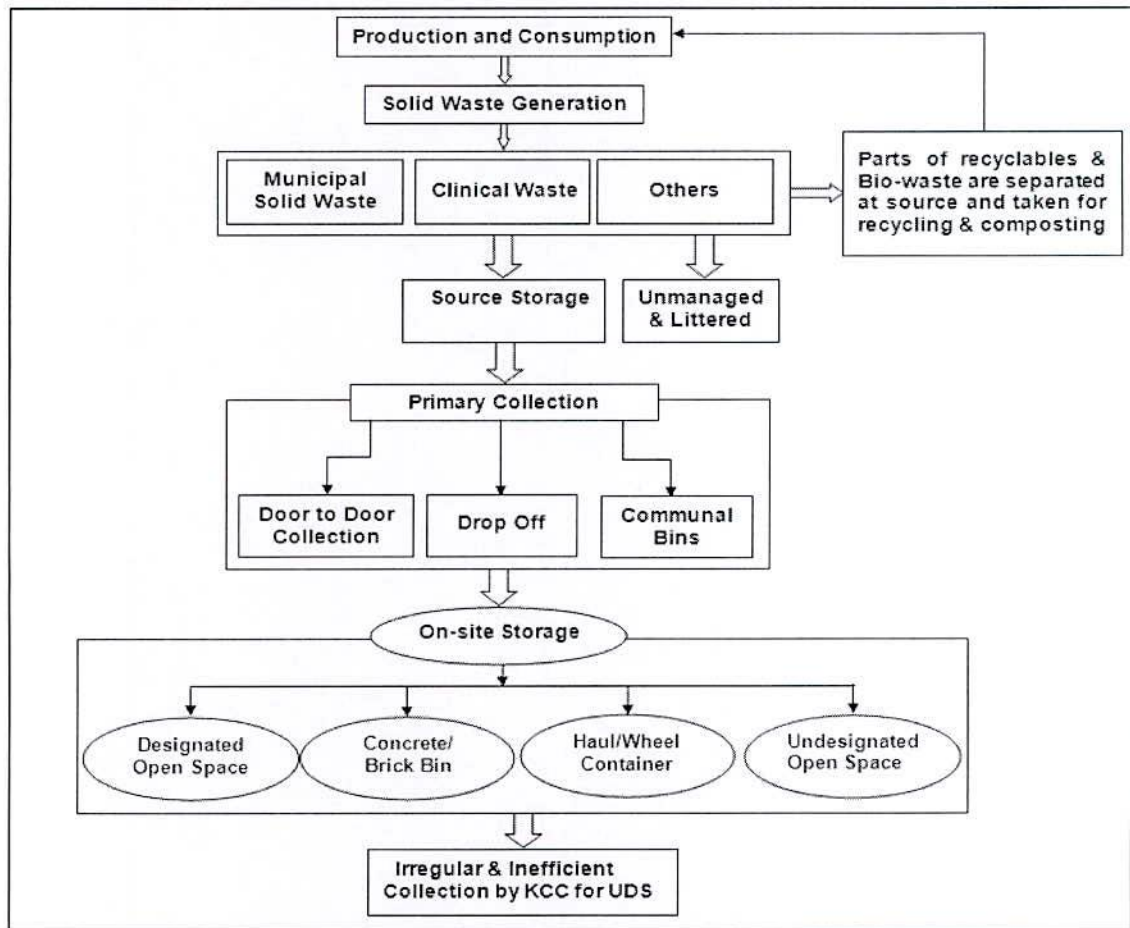 Production and Consumption
Solid Waste Generation
Municipal
Solid Waste
Clinical Waste
Others
Parts of recyclables &
Bio-waste are separated
at source and taken for
recycling & composting
Source Storage
Unmanaged
& Littered
Primary Collection
Door to Door
Collection
Drop Off
Communal
Bins
On-site Storage
Designated
Open Space
Concrete/
Brick Bin
Haul/Wheel
Container
Undesignated
Open Space
Irregular & Inefficient
Collection by KCC for UDS